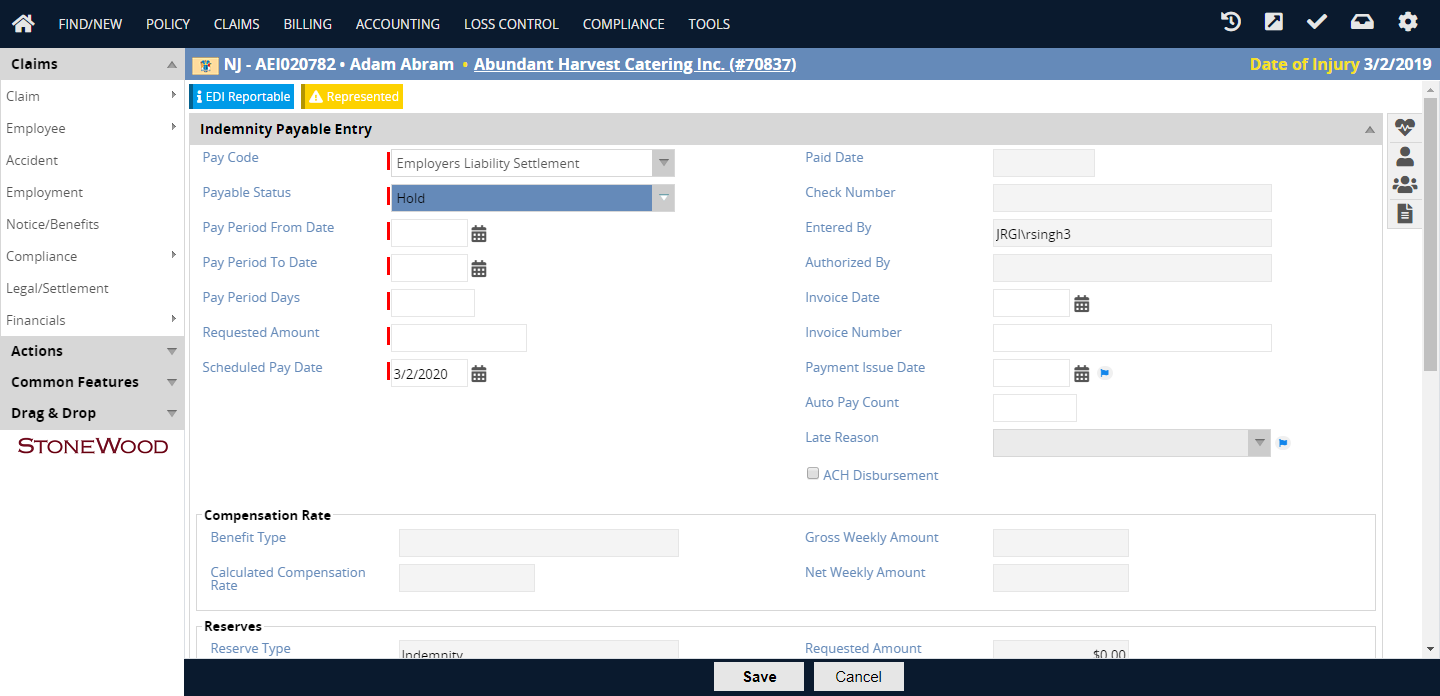 FIND/NEW POLICY CLAIMS BILLING ACCOUNTING LOSS CONTROL COMPLIANCE TOOLS
Claims
Claim
Employee
Accident
Employment
Notice/Benefits
Compliance
Legal/Settlement
Financials
Actions
Common Features
Drag & Drop
STONEWOOD
NJ - AEI020782 • Adam Abram • Abundant Harvest Catering Inc. (#70837) Date of Injury 3/2/2019
EDI Reportable Represented
Indemnity Payable Entry
Pay Code Employers Liability Settlement
Payable Status Hold
Pay Period From Date
Pay Period To Date
Pay Period Days
Requested Amount
Scheduled Pay Date 3/2/2020
Paid Date
Check Number
Entered By JRGI\rsingh3
Authorized By
Invoice Date
Invoice Number
Payment Issue Date
Auto Pay Count
Late Reason
ACH Disbursement
Compensation Rate
Benefit Type
Calculated Compensation
Rate
Gross Weekly Amount
Net Weekly Amount
Reserves
Reserve Type Indemnity
Requested Amount $0.00
Save Cancel